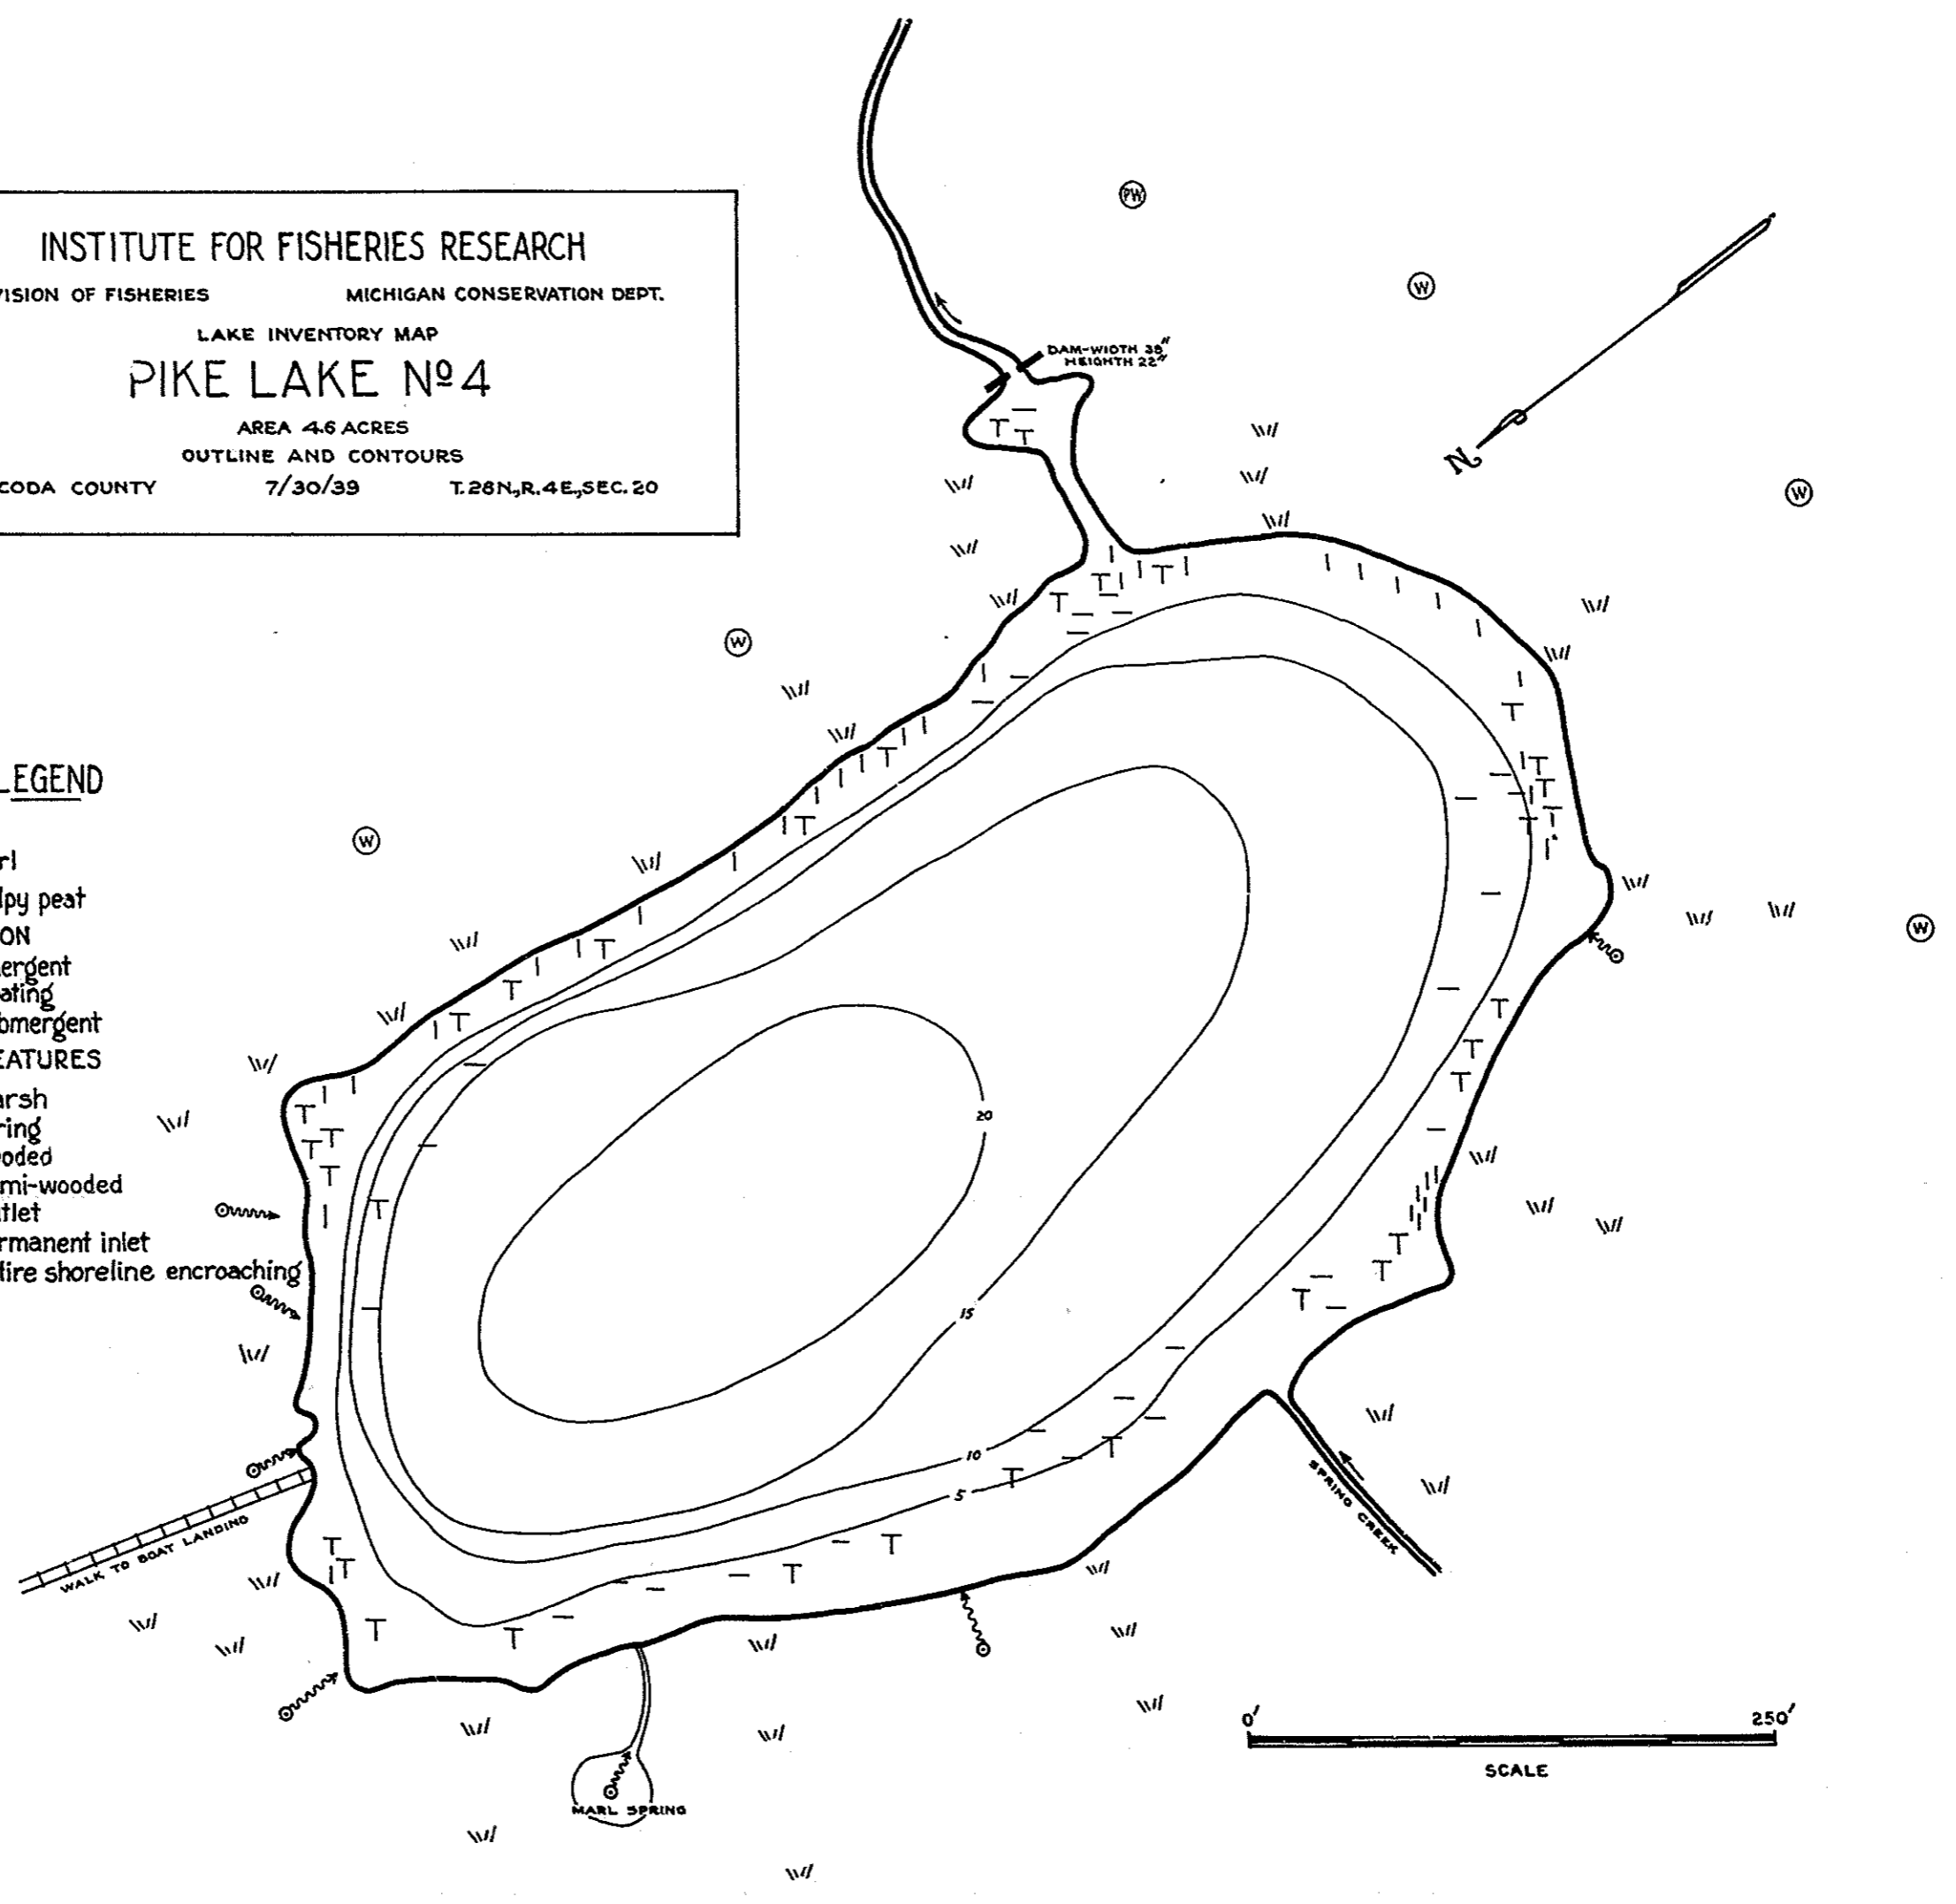 INSTITUTE FOR FISHERIES RESEARCH
VISION OF FISHERIES MICHIGAN CONSERVATION DEPT.
LAKE INVENTORY MAP
PIKE LAKE Nº4
AREA 4.6 ACRES
OUTLINE AND CONTOURS
CODA COUNTY 7/30/39 T.28N.,R.4E.,SEC.20
DAM-WIDTH 38"
HEIGHTH 22"
PW
W
W
N
W
W
W
LEGEND
rl
lpy peat
ON
ergent
ating
bmergent
EATURES
arsh
ring
oded
mi-wooded
utlet
rmanent inlet
tire shoreline encroaching
20
15
10
5
SPRING CREEK
WALK TO BOAT LANDING
MARL SPRING
0' 250'
SCALE